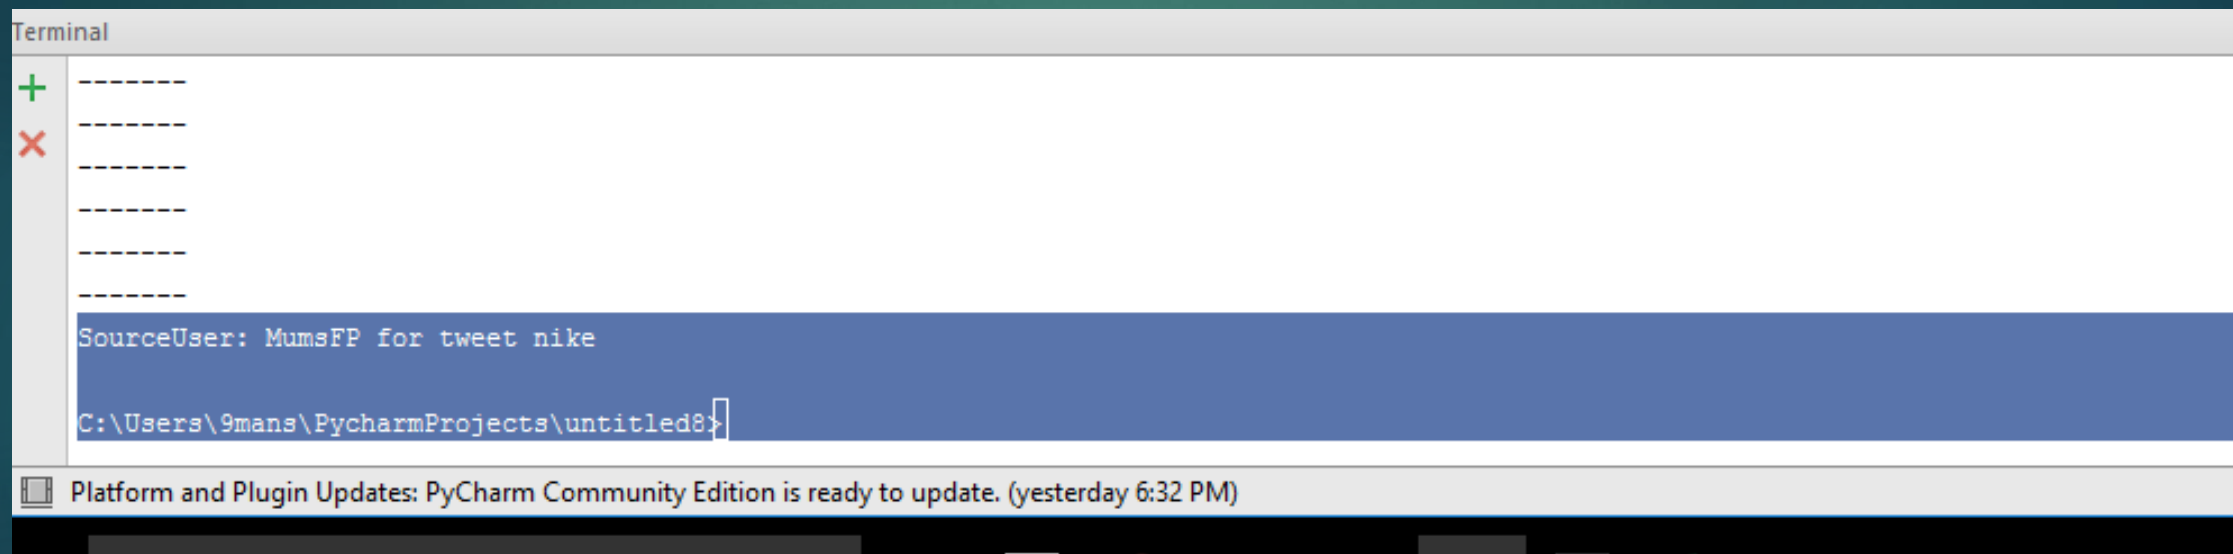 Terminal
-------
-------
-------
-------
-------
-------
SourceUser: MumsFP for tweet nike
C:\Users\9mans\PycharmProjects\untitled8>
Platform and Plugin Updates: PyCharm Community Edition is ready to update. (yesterday 6:32 PM)